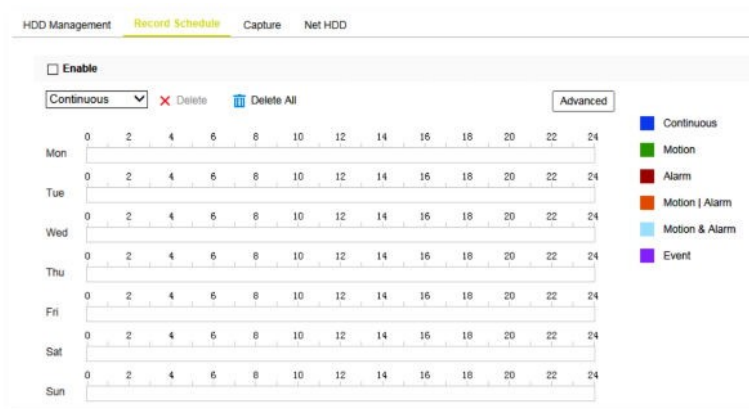 HDD Management Record Schedule Capture Net HDD
Enable
Continuous Delete Delete All Advanced
Continuous
Motion
Alarm
Motion | Alarm
Motion & Alarm
Event
0 2 4 6 8 10 12 14 16 18 20 22 24
Mon
0 2 4 6 8 10 12 14 16 18 20 22 24
Tue
0 2 4 6 8 10 12 14 16 18 20 22 24
Wed
0 2 4 6 8 10 12 14 16 18 20 22 24
Thu
0 2 4 6 8 10 12 14 16 18 20 22 24
Fri
0 2 4 6 8 10 12 14 16 18 20 22 24
Sat
0 2 4 6 8 10 12 14 16 18 20 22 24
Sun